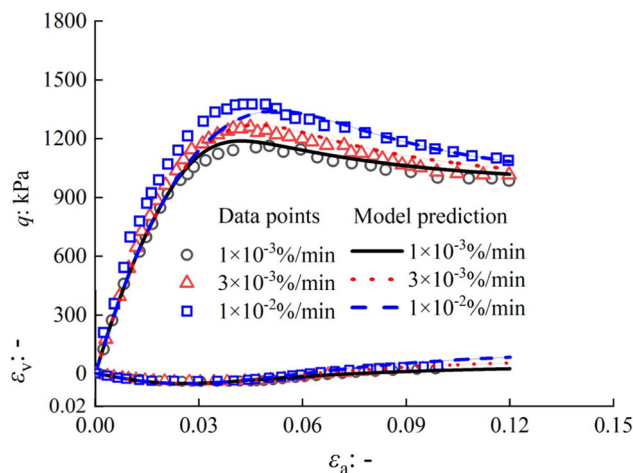 1800
1500
1200
900
600
300
0
0.02
q: kPa
εᵥ: -
Data points
1×10⁻³%/min
3×10⁻³%/min
1×10⁻²%/min
Model prediction
1×10⁻³%/min
3×10⁻³%/min
1×10⁻²%/min
0.00 0.03 0.06 0.09 0.12 0.15
εₐ: -